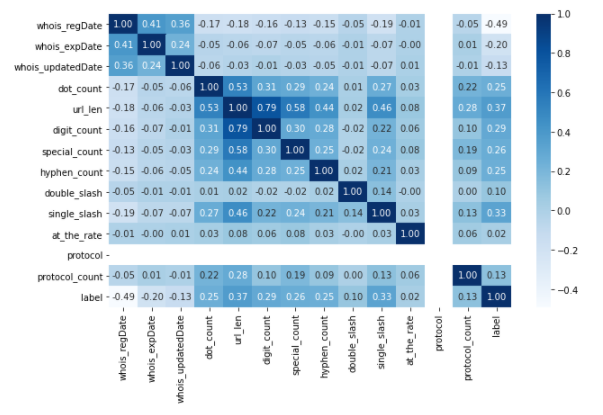 whois_regDate 1.00 0.41 0.36 -0.17 -0.18 -0.16 -0.13 -0.15 -0.05 -0.19 -0.01 -0.05 -0.49
whois_expDate 0.41 1.00 0.24 -0.05 -0.06 -0.07 -0.05 -0.06 -0.01 -0.07 -0.00 0.01 -0.20
whois_updatedDate 0.36 0.24 1.00 -0.06 -0.03 -0.01 -0.03 -0.05 -0.01 -0.07 0.01 -0.01 -0.13
dot_count -0.17 -0.05 -0.06 1.00 0.53 0.31 0.29 0.24 0.01 0.27 0.03 0.22 0.25
url_len -0.18 -0.06 -0.03 0.53 1.00 0.79 0.58 0.44 0.02 0.46 0.08 0.28 0.37
digit_count -0.16 -0.07 -0.01 0.31 0.79 1.00 0.30 0.28 -0.02 0.22 0.06 0.10 0.29
special_count -0.13 -0.05 -0.03 0.29 0.58 0.30 1.00 0.25 -0.02 0.24 0.08 0.19 0.26
hyphen_count -0.15 -0.06 -0.05 0.24 0.44 0.28 0.25 1.00 -0.02 0.21 0.03 0.09 0.25
double_slash -0.05 -0.01 -0.01 0.01 0.02 -0.02 -0.02 -0.02 1.00 0.14 -0.00 0.00 0.10
single_slash -0.19 -0.07 -0.07 0.27 0.46 0.22 0.24 0.21 0.14 1.00 0.03 0.13 0.33
at_the_rate -0.01 -0.00 0.01 0.03 0.08 0.06 0.08 0.03 -0.00 0.03 1.00 0.06 0.02
protocol
protocol_count -0.05 0.01 -0.01 0.22 0.28 0.10 0.19 0.09 0.00 0.13 0.06 1.00 0.13
label -0.49 -0.20 -0.13 0.25 0.37 0.29 0.26 0.25 0.10 0.33 0.02 0.13 1.00
whois_regDate
whois_expDate
whois_updatedDate
dot_count
url_len
digit_count
special_count
hyphen_count
double_slash
single_slash
at_the_rate
protocol
protocol_count
label
1.0
0.8
0.6
0.4
0.2
0.0
-0.2
-0.4